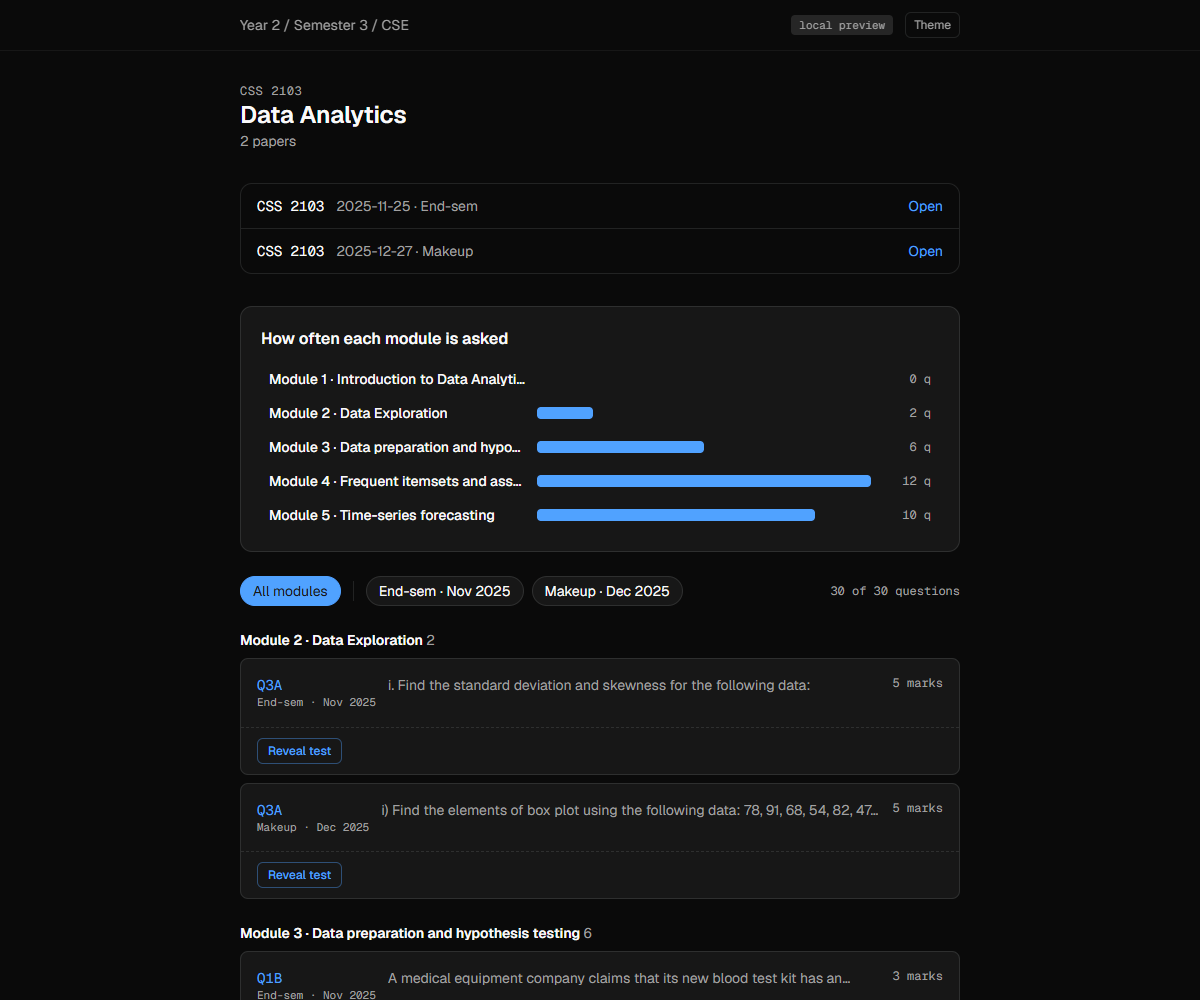 Year 2 / Semester 3 / CSE
local preview
Theme
CSS 2103
Data Analytics
2 papers
CSS 2103 2025-11-25 · End-sem Open
CSS 2103 2025-12-27 · Makeup Open
How often each module is asked
Module 1 · Introduction to Data Analyti... 0 q
Module 2 · Data Exploration 2 q
Module 3 · Data preparation and hypo... 6 q
Module 4 · Frequent itemsets and ass... 12 q
Module 5 · Time-series forecasting 10 q
All modules End-sem · Nov 2025 Makeup · Dec 2025 30 of 30 questions
Module 2 · Data Exploration 2
Q3A i. Find the standard deviation and skewness for the following data: 5 marks
End-sem · Nov 2025
Reveal test
Q3A i) Find the elements of box plot using the following data: 78, 91, 68, 54, 82, 47... 5 marks
Makeup · Dec 2025
Reveal test
Module 3 · Data preparation and hypothesis testing 6
Q1B A medical equipment company claims that its new blood test kit has an... 3 marks
End-sem · Nov 2025